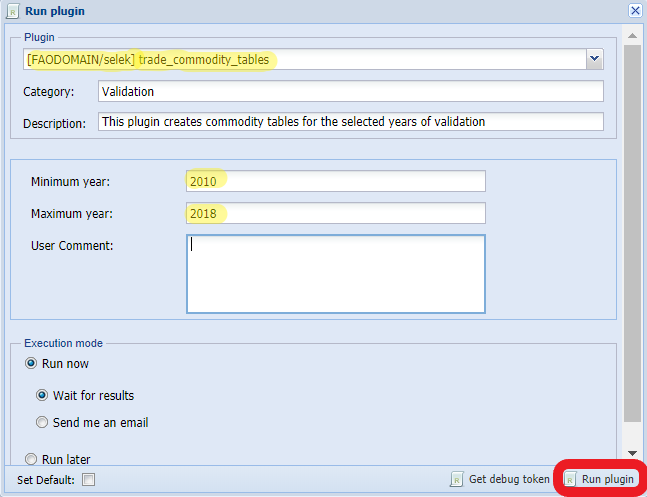 Run plugin
Plugin
[FAODOMAIN/selek] trade_commodity_tables
Category: Validation
Description: This plugin creates commodity tables for the selected years of validation
Minimum year: 2010
Maximum year: 2018
User Comment:
Execution mode
Run now
Wait for results
Send me an email
Run later
Set Default: Get debug token Run plugin